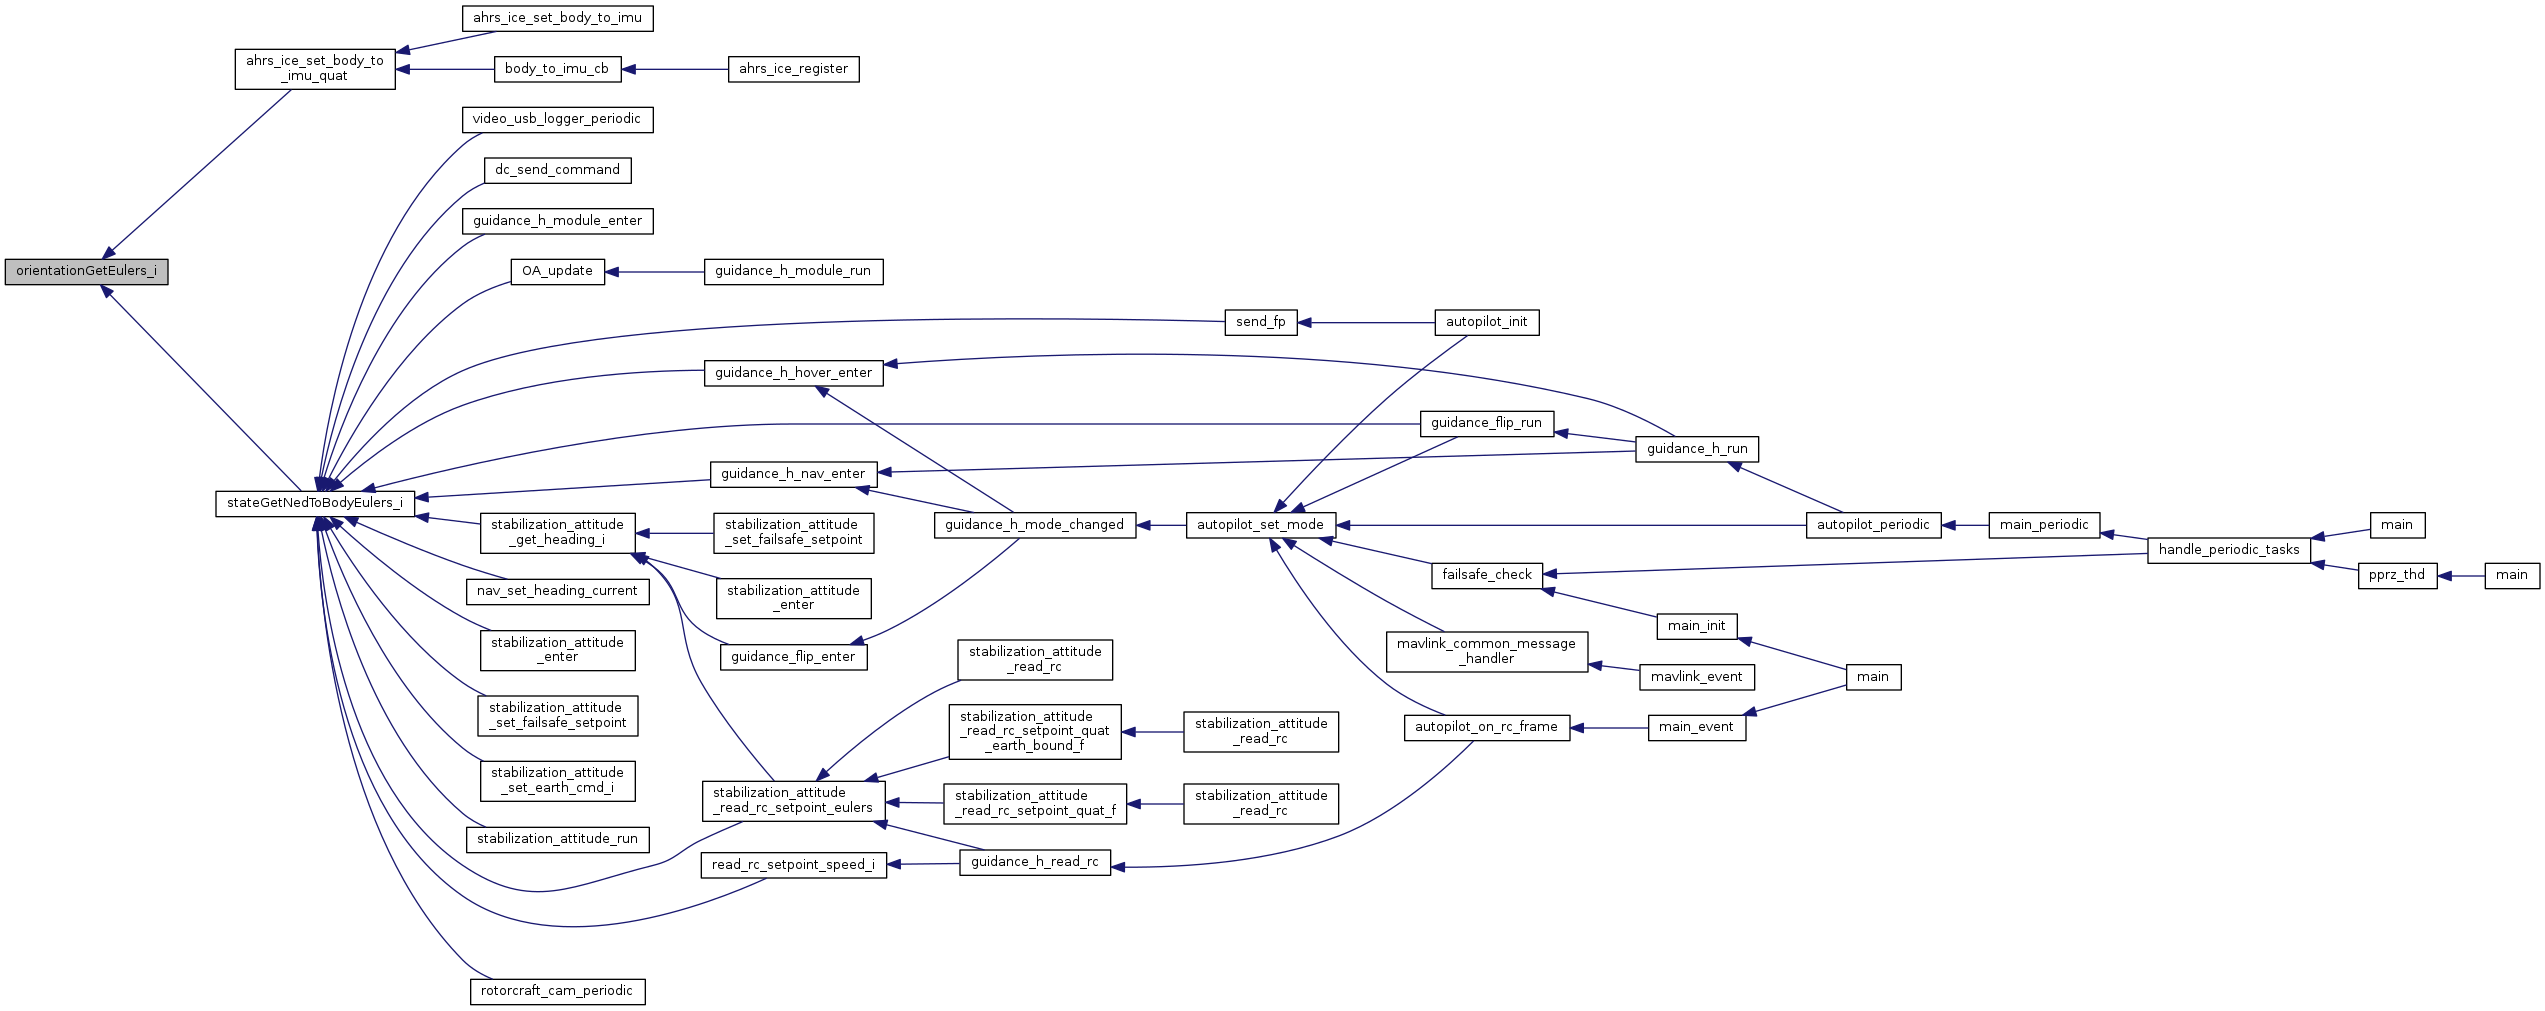 ahrs_ice_set_body_to_imu
ahrs_ice_set_body_to
_imu_quat
body_to_imu_cb
ahrs_ice_register
video_usb_logger_periodic
dc_send_command
guidance_h_module_enter
orientationGetEulers_i
OA_update
guidance_h_module_run
send_fp
autopilot_init
guidance_h_hover_enter
guidance_flip_run
guidance_h_run
guidance_h_nav_enter
stateGetNedToBodyEulers_i
stabilization_attitude
_get_heading_i
stabilization_attitude
_set_failsafe_setpoint
guidance_h_mode_changed
autopilot_set_mode
autopilot_periodic
main_periodic
handle_periodic_tasks
main
failsafe_check
pprz_thd
main
nav_set_heading_current
stabilization_attitude
_enter
main_init
stabilization_attitude
_enter
guidance_flip_enter
stabilization_attitude
_read_rc
mavlink_common_message
_handler
mavlink_event
main
stabilization_attitude
_set_failsafe_setpoint
stabilization_attitude
_read_rc_setpoint_quat
_earth_bound_f
stabilization_attitude
_read_rc
autopilot_on_rc_frame
main_event
stabilization_attitude
_set_earth_cmd_i
stabilization_attitude
_read_rc_setpoint_eulers
stabilization_attitude
_read_rc_setpoint_quat_f
stabilization_attitude
_read_rc
stabilization_attitude_run
read_rc_setpoint_speed_i
guidance_h_read_rc
rotorcraft_cam_periodic